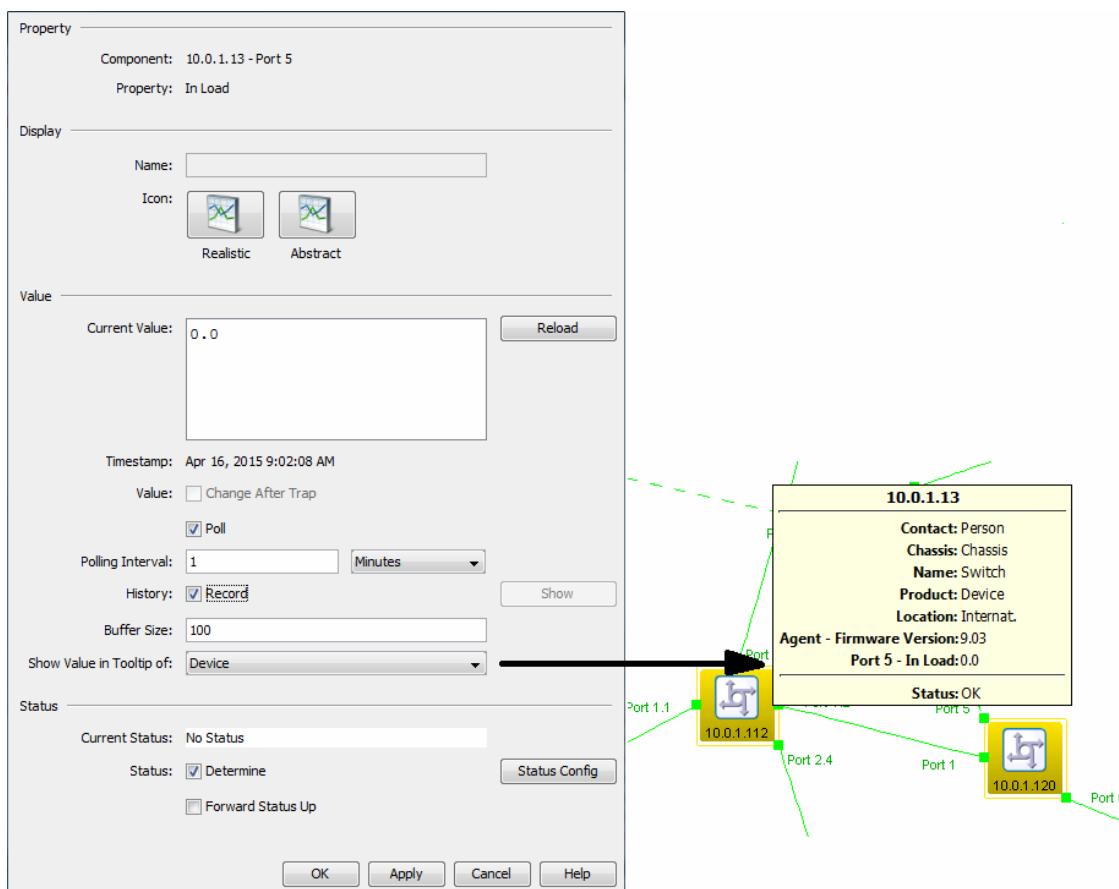 Property
Component: 10.0.1.13 - Port 5
Property: In Load
Display
Name:
Icon:
Realistic Abstract
Value
Current Value: 0.0
Reload
Timestamp: Apr 16, 2015 9:02:08 AM
Value: Change After Trap
Poll
Polling Interval: 1 Minutes
History: Record Show
Buffer Size: 100
Show Value in Tooltip of: Device
Status
Current Status: No Status
Status: Determine Status Config
Forward Status Up
OK Apply Cancel Help
10.0.1.13
Contact: Person
Chassis: Chassis
Name: Switch
Product: Device
Location: Internat.
Agent - Firmware Version: 9.03
Port 5 - In Load: 0.0
Status: OK
Port
Port 1.1
10.0.1.112
Port 2.4
Port 5
Port 1
10.0.1.120
Port